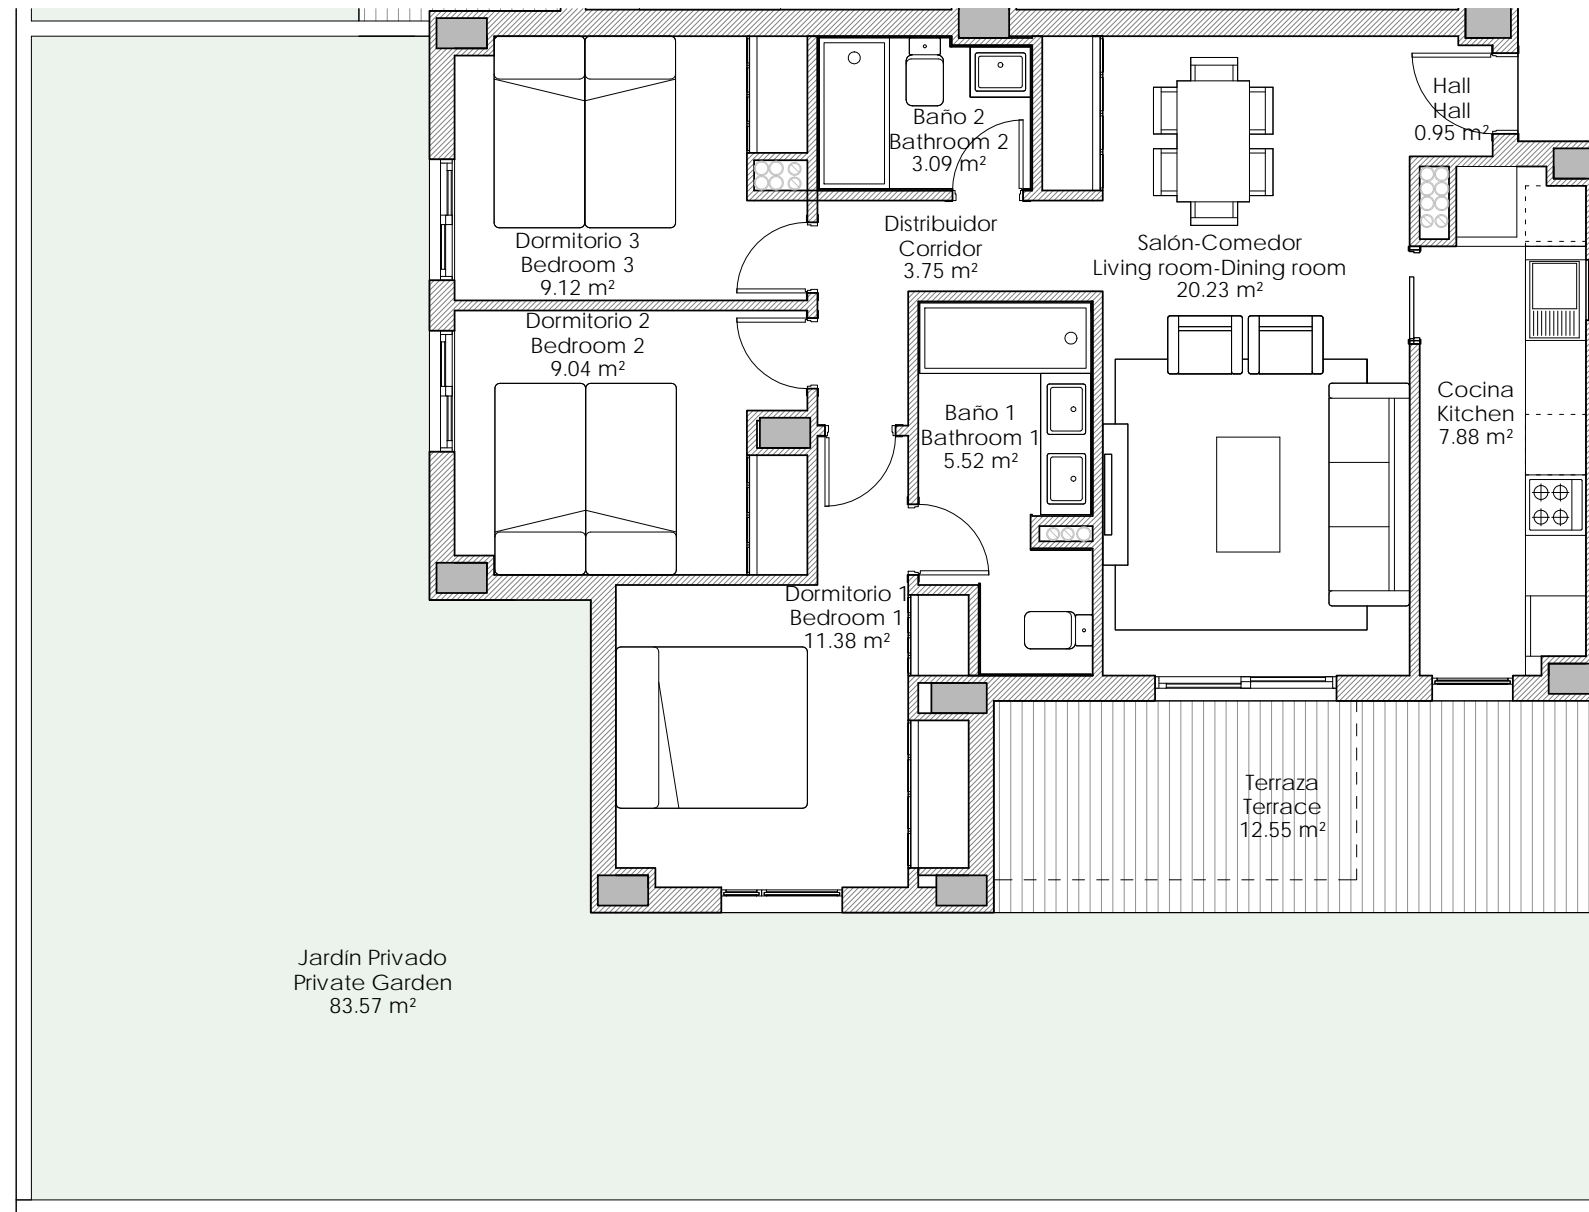 Hall
Hall
0.95 m²
Baño 2
Bathroom 2
3.09 m²
Distribuidor
Corridor
3.75 m²
Dormitorio 3
Bedroom 3
9.12 m²
Salón-Comedor
Living room-Dining room
20.23 m²
Dormitorio 2
Bedroom 2
9.04 m²
Baño 1
Bathroom 1
5.52 m²
Cocina
Kitchen
7.88 m²
Dormitorio 1
Bedroom 1
11.38 m²
Terraza
Terrace
12.55 m²
Jardín Privado
Private Garden
83.57 m²